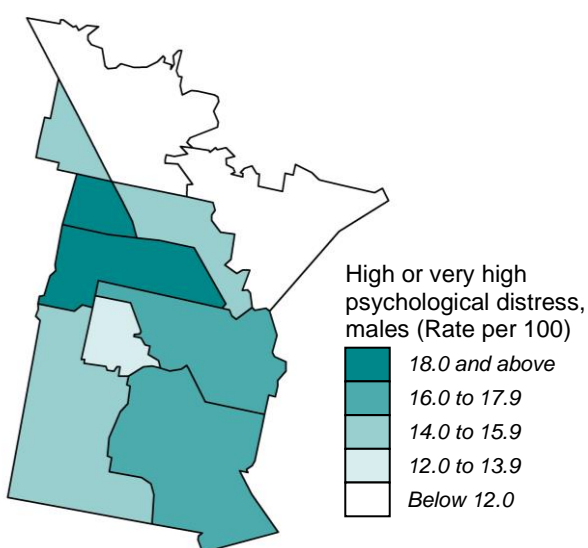 High or very high
psychological distress,
males (Rate per 100)
18.0 and above
16.0 to 17.9
14.0 to 15.9
12.0 to 13.9
Below 12.0